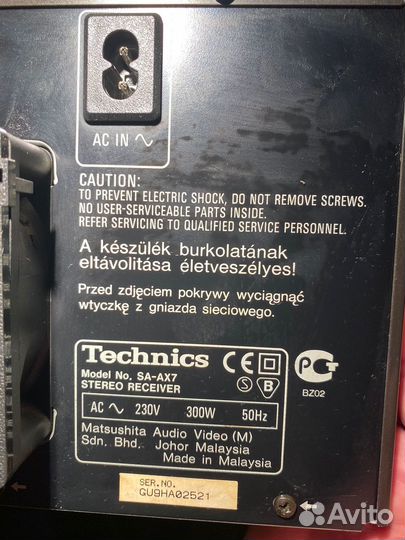 AC IN ∿
CAUTION:
TO PREVENT ELECTRIC SHOCK, DO NOT REMOVE SCREWS.
NO USER-SERVICEABLE PARTS INSIDE.
REFER SERVICING TO QUALIFIED SERVICE PERSONNEL.
A készülék burkolatának
eltávolitása életveszélyes!
Przed zdjęciem pokrywy wyciągnąć
wtyczkę z gniazda sieciowego.
Technics CE
Model No. SA-AX7
STEREO RECEIVER
S B
PCT
BZ02
AC ∿ 230V 300W 50Hz
Matsushita Audio Video (M)
Sdn. Bhd. Johor Malaysia
Made in Malaysia
SER.NO.
GU9HA02521
Avito